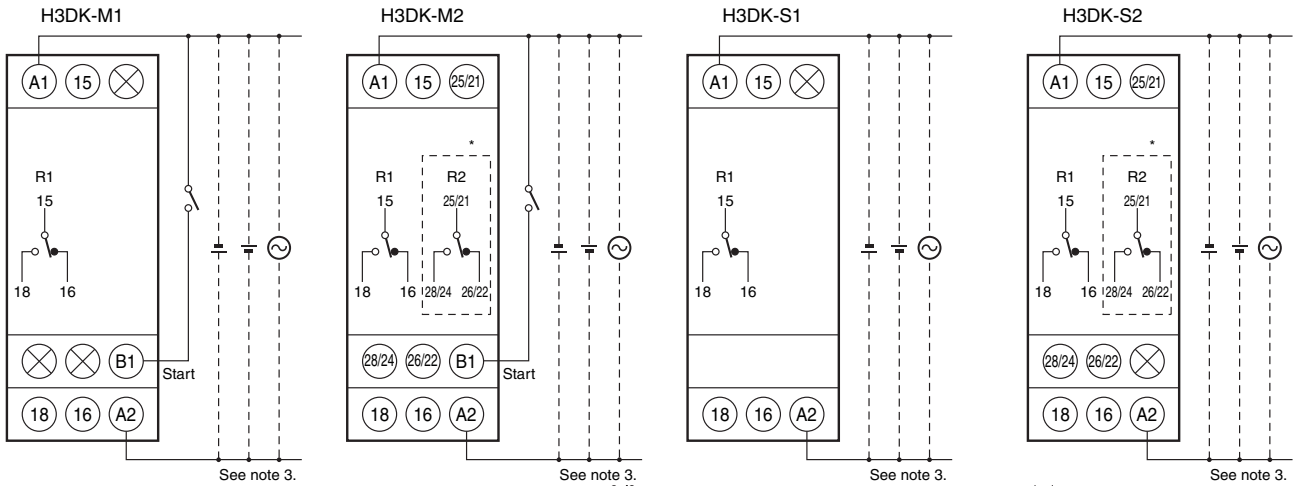 H3DK-M1
A1 15
R1
15
18 16
B1
Start
18 16 A2
See note 3.
H3DK-M2
A1 15 25/21
*
R1 R2
15 25/21
18 16 28/24 26/22
28/24 26/22 B1
Start
18 16 A2
See note 3.
H3DK-S1
A1 15
R1
15
18 16
18 16 A2
See note 3.
H3DK-S2
A1 15 25/21
*
R1 R2
15 25/21
18 16 28/24 26/22
28/24 26/22
18 16 A2
See note 3.